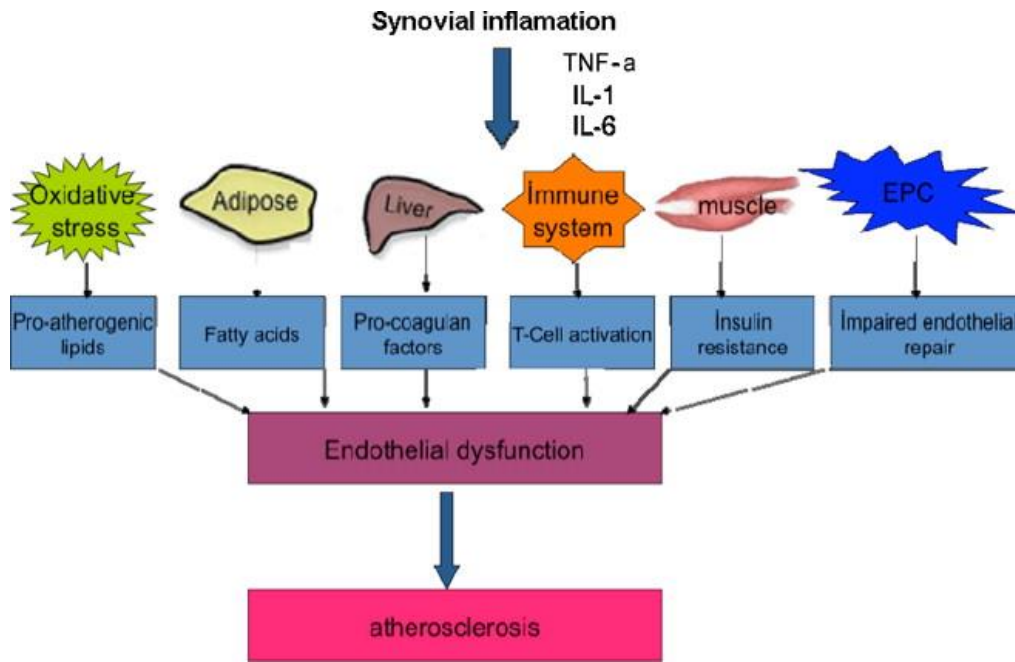 Synovial inflamation
TNF-a
IL-1
IL-6
Oxidative
stress
Adipose
Liver
İmmune
system
muscle
EPC
Pro-atherogenic
lipids
Fatty acids
Pro-coagulan
factors
T-Cell activation
İnsulin
resistance
İmpaired endothelial
repair
Endothelial dysfunction
atherosclerosis